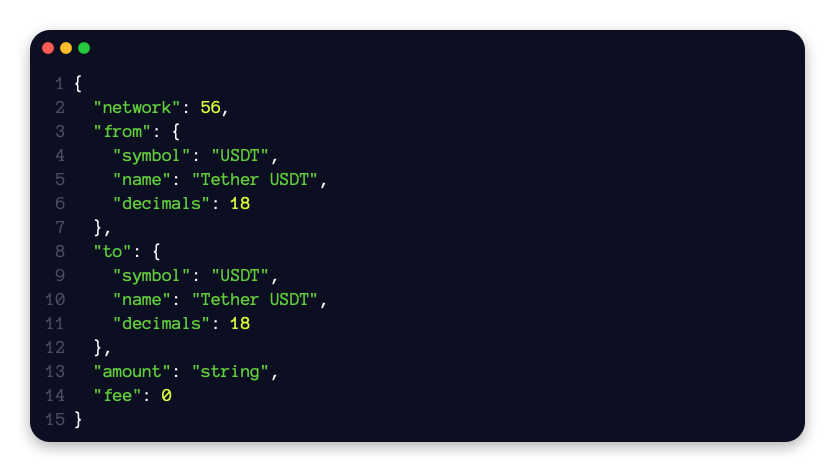 1 {
2   "network": 56,
3   "from": {
4     "symbol": "USDT",
5     "name": "Tether USDT",
6     "decimals": 18
7   },
8   "to": {
9     "symbol": "USDT",
10     "name": "Tether USDT",
11     "decimals": 18
12   },
13   "amount": "string",
14   "fee": 0
15 }